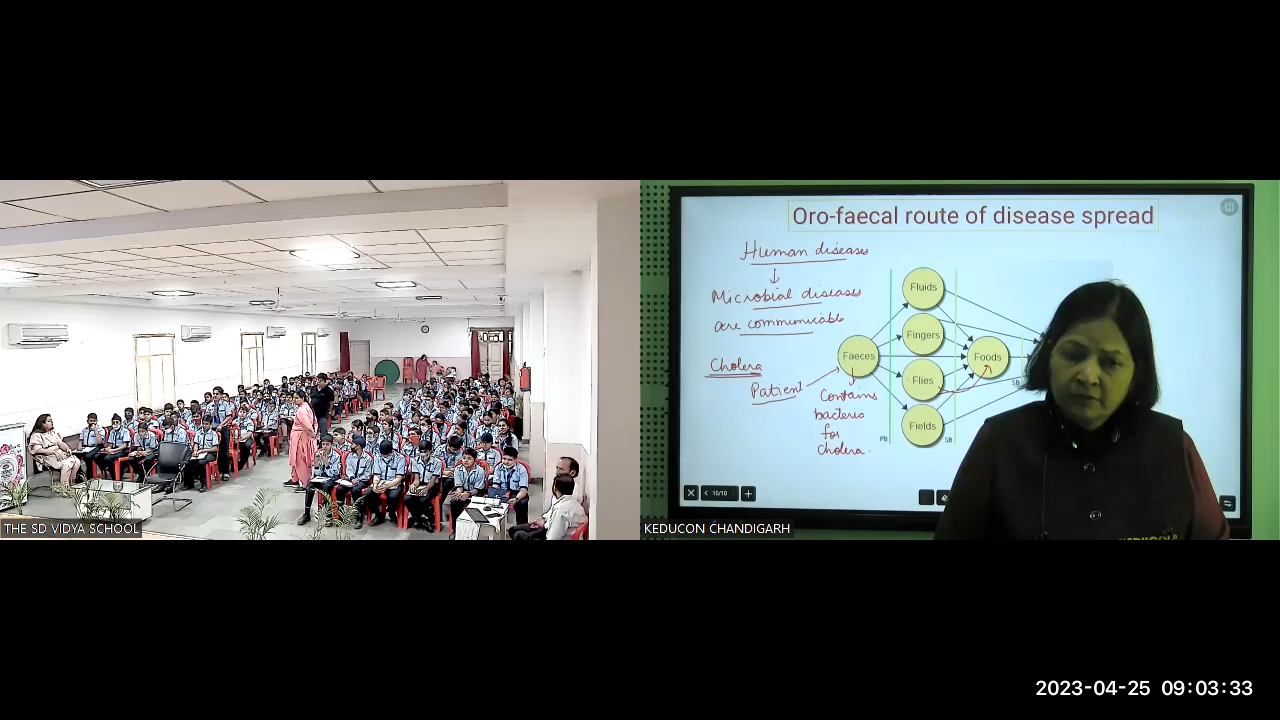 THE SD VIDYA SCHOOL
Oro-faecal route of disease spread
Human diseases
↓
Microbial diseases
are communicable
Cholera
Patient
Contains
bacteria
for
cholera.
Faeces
Fluids
Fingers
Flies
Fields
Foods
PB
SB
SB
10/10
KEDUCON CHANDIGARH
2023-04-25 09:03:33